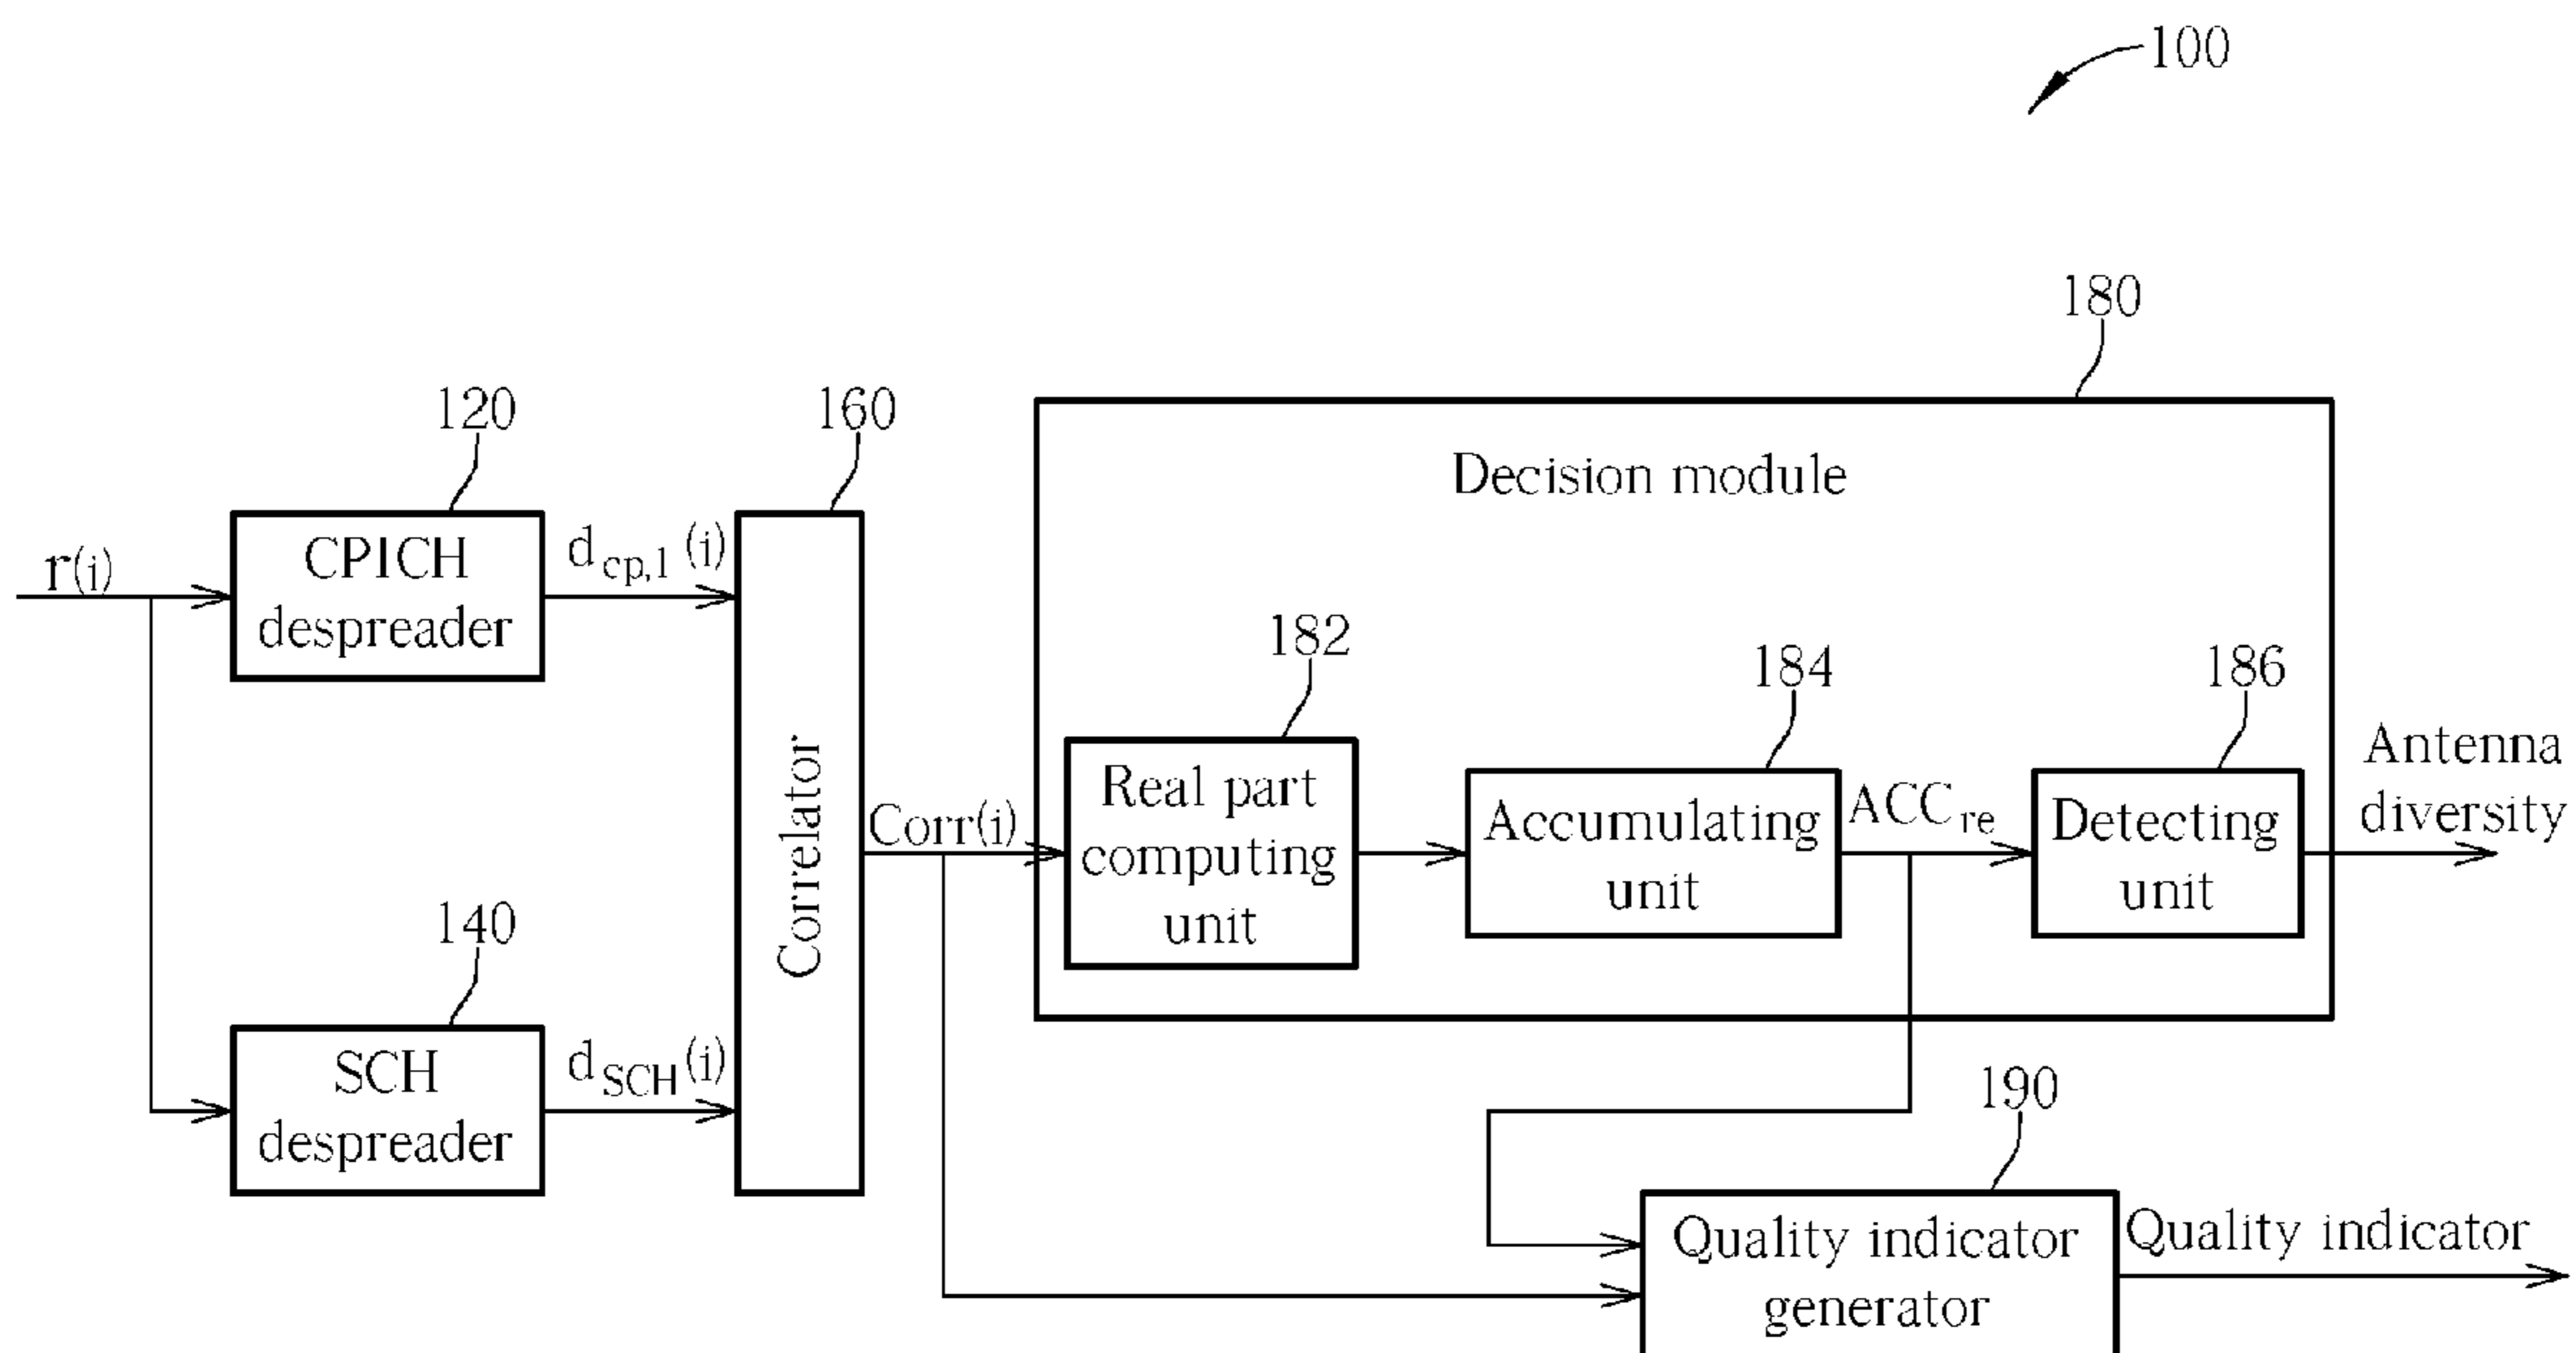 100
180
120
160
Decision module
r(i)
CPICH
despreader
d cp,1 (i)
182
184
186
Correlator
Corr(i)
Real part
computing
unit
Accumulating
unit
ACC re
Detecting
unit
Antenna
diversity
140
SCH
despreader
d SCH (i)
190
Quality indicator
generator
Quality indicator